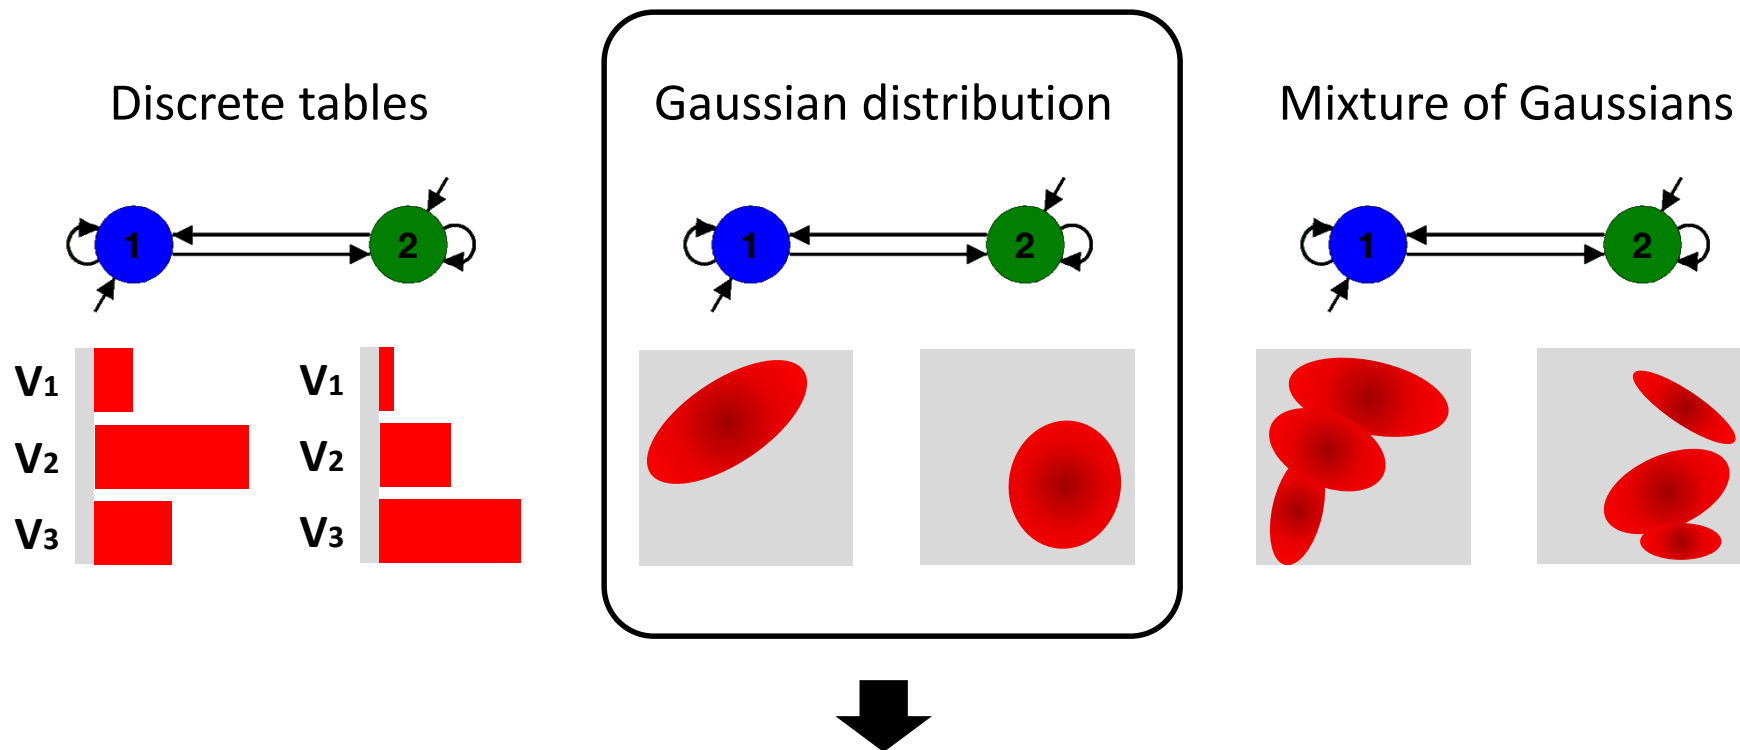 Discrete tables
Gaussian distribution
Mixture of Gaussians
1 2
1 2
1 2
V1 V1
V2 V2
V3 V3